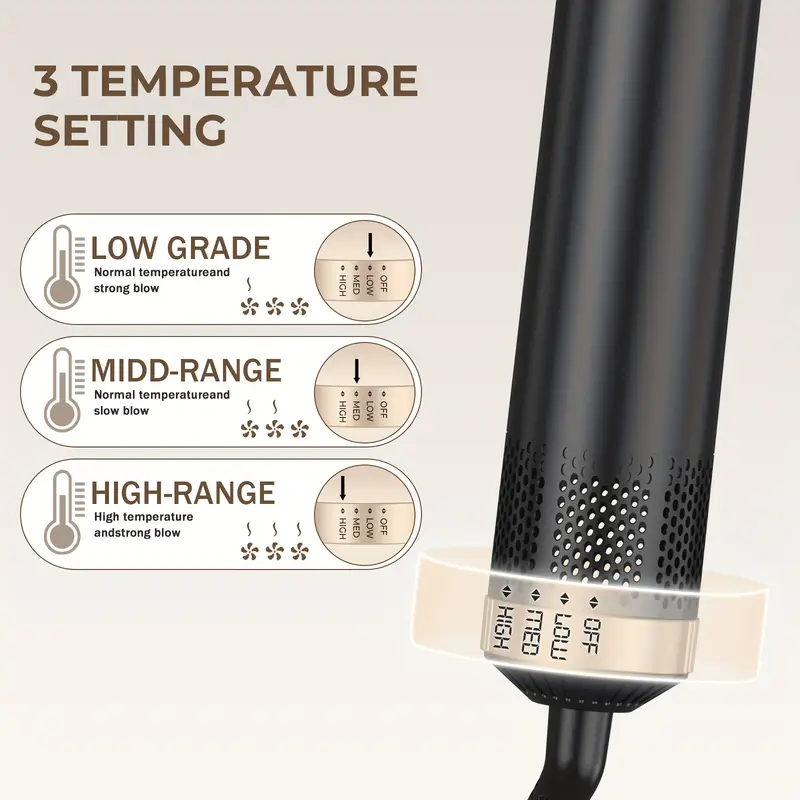 3 TEMPERATURE
SETTING
LOW GRADE
Normal temperatureand
strong blow
HIGH
MED
LOW
OFF
MIDD-RANGE
Normal temperatureand
slow blow
HIGH
MED
LOW
OFF
HIGH-RANGE
High temperature
andstrong blow
HIGH
MED
LOW
OFF
HIGH
MED
LOW
OFF